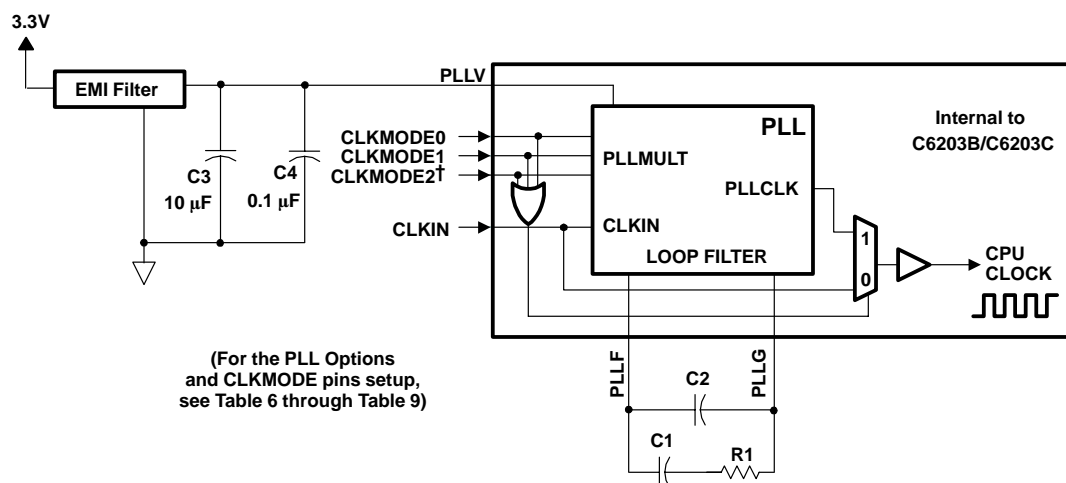 3.3V
EMI Filter
PLLV
C3
10 μF
C4
0.1 μF
CLKMODE0
CLKMODE1
CLKMODE2†
CLKIN
PLL
PLLMULT
PLLCLK
CLKIN
LOOP FILTER
Internal to
C6203B/C6203C
1
0
CPU
CLOCK
(For the PLL Options
and CLKMODE pins setup,
see Table 6 through Table 9)
PLLF
PLLG
C2
C1
R1